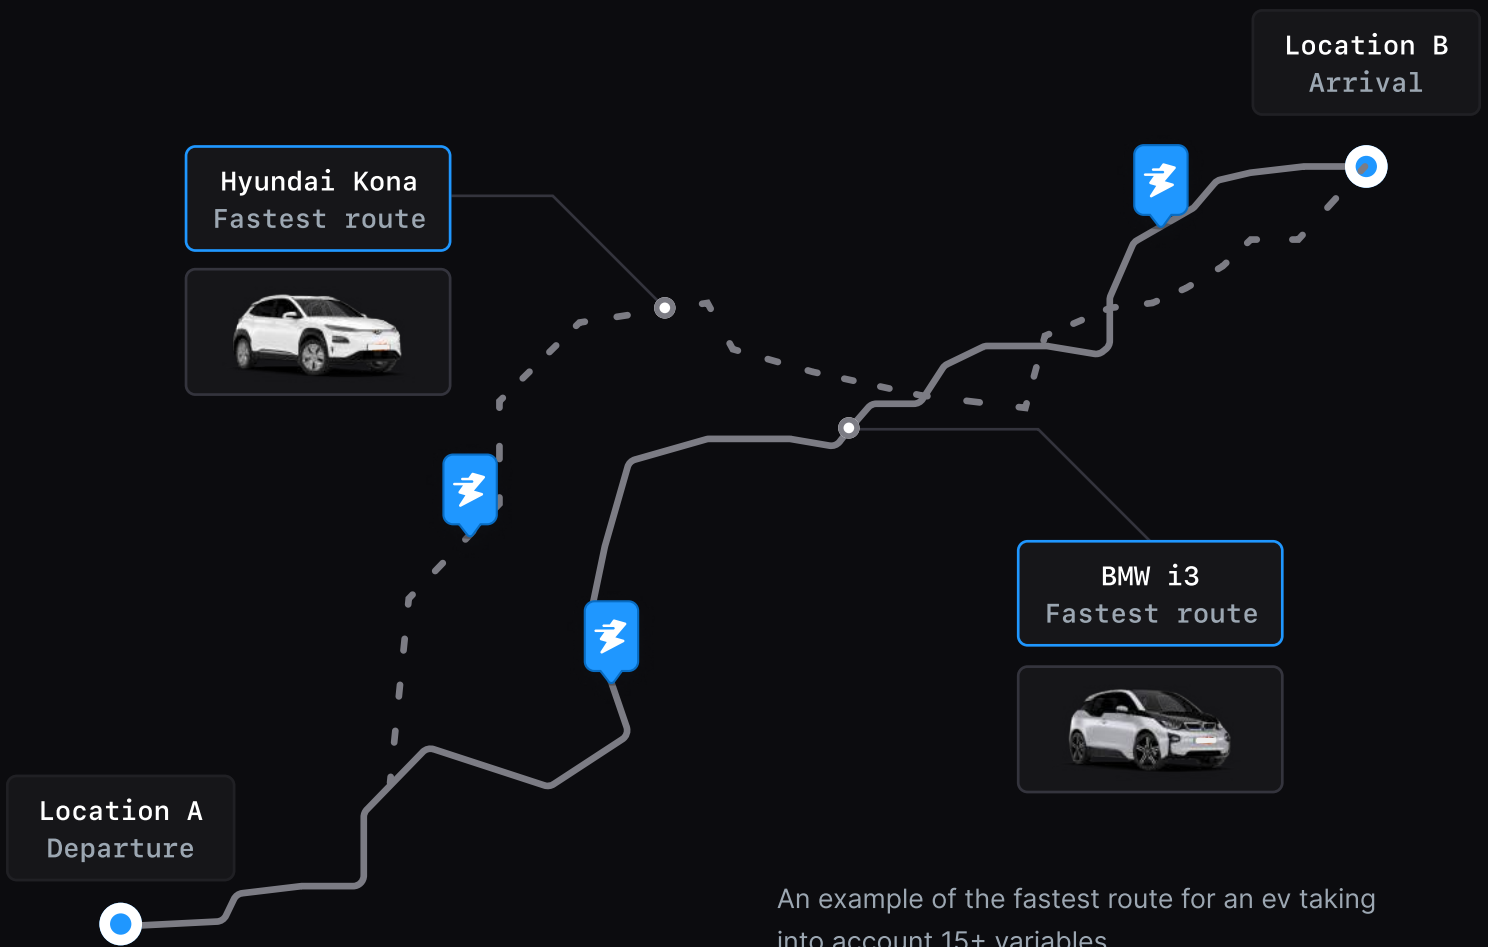 Location B
Arrival
Hyundai Kona
Fastest route
BMW i3
Fastest route
Location A
Departure
An example of the fastest route for an ev taking
into account 15+ variables